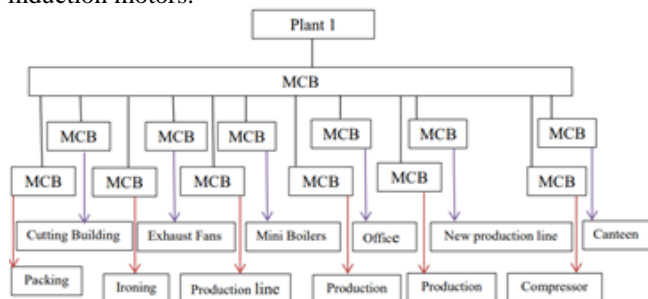 induction motors.
Plant 1
MCB
MCB MCB MCB MCB MCB MCB
MCB MCB MCB MCB MCB MCB
Cutting Building Exhaust Fans Mini Boilers Office New production line Canteen
Packing Ironing Production line Production Production Compressor